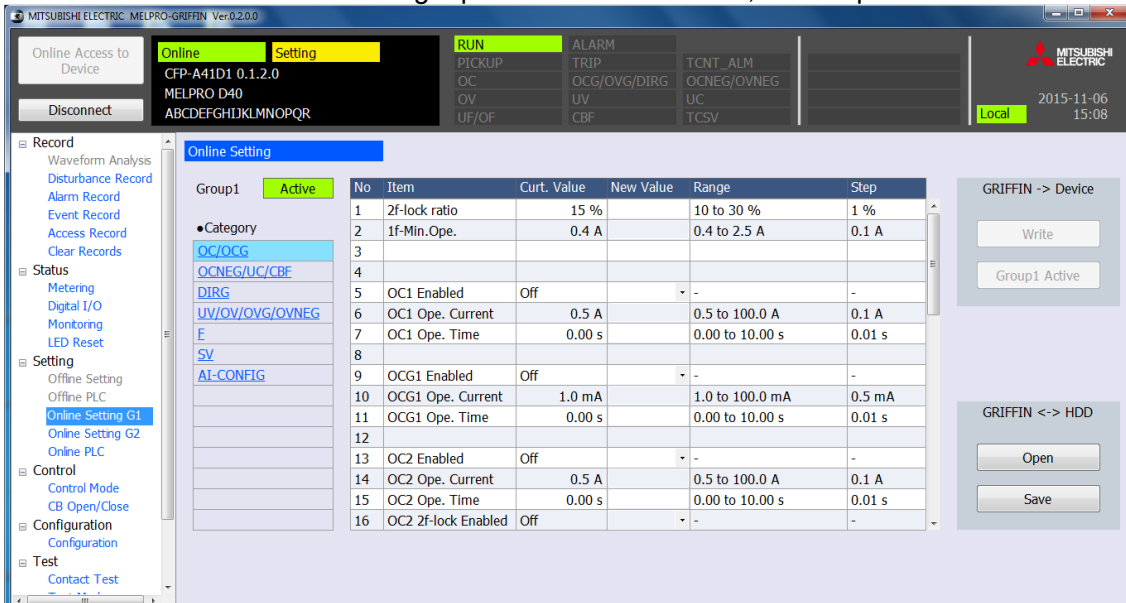 MITSUBISHI ELECTRIC MELPRO-GRIFFIN Ver.0.2.0.0
Online Access to Device
Disconnect
Online Setting
CFP-A41D1 0.1.2.0
MELPRO D40
ABCDEFGHIJKLMNOPQR
RUN ALARM
PICKUP TRIP TCNT_ALM
OC OCG/OVG/DIRG OCNEG/OVNEG
OV UV UC
UF/OF CBF TCSV
MITSUBISHI
ELECTRIC
2015-11-06
Local 15:08
Record
Waveform Analysis
Disturbance Record
Alarm Record
Event Record
Access Record
Clear Records
Status
Metering
Digital I/O
Monitoring
LED Reset
Setting
Offline Setting
Offline PLC
Online Setting G1
Online Setting G2
Online PLC
Control
Control Mode
CB Open/Close
Configuration
Configuration
Test
Contact Test
Online Setting
Group1 Active
●Category
OC/OCG
OCNEG/UC/CBF
DIRG
UV/OV/OVG/OVNEG
F
SV
AI-CONFIG
No Item Curt. Value New Value Range Step
1 2f-lock ratio 15 % 10 to 30 % 1 %
2 1f-Min.Ope. 0.4 A 0.4 to 2.5 A 0.1 A
3
4
5 OC1 Enabled Off - -
6 OC1 Ope. Current 0.5 A 0.5 to 100.0 A 0.1 A
7 OC1 Ope. Time 0.00 s 0.00 to 10.00 s 0.01 s
8
9 OCG1 Enabled Off - -
10 OCG1 Ope. Current 1.0 mA 1.0 to 100.0 mA 0.5 mA
11 OCG1 Ope. Time 0.00 s 0.00 to 10.00 s 0.01 s
12
13 OC2 Enabled Off - -
14 OC2 Ope. Current 0.5 A 0.5 to 100.0 A 0.1 A
15 OC2 Ope. Time 0.00 s 0.00 to 10.00 s 0.01 s
16 OC2 2f-lock Enabled Off - -
GRIFFIN -> Device
Write
Group1 Active
GRIFFIN <-> HDD
Open
Save